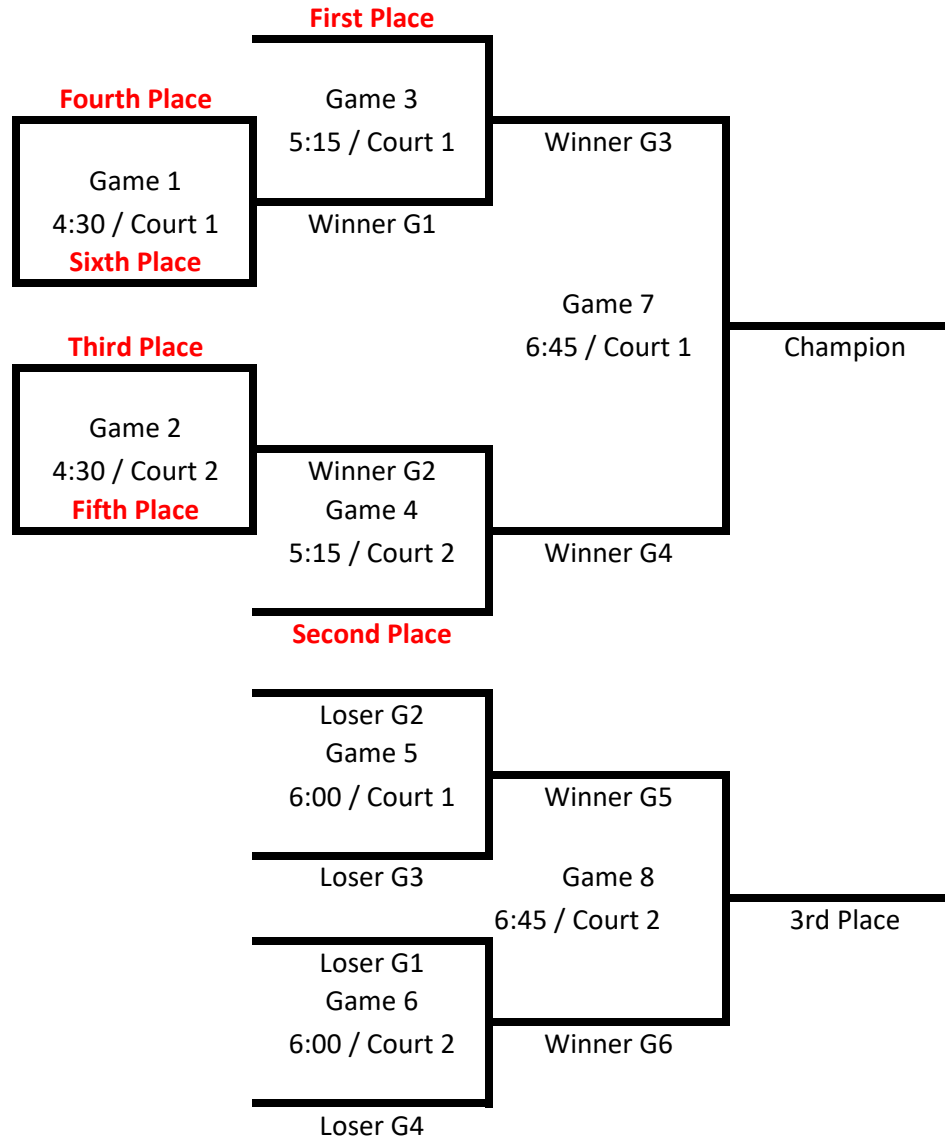 First Place
Fourth Place
Game 3
5:15 / Court 1
Winner G3
Game 1
4:30 / Court 1
Winner G1
Sixth Place
Game 7
6:45 / Court 1
Champion
Third Place
Game 2
4:30 / Court 2
Winner G2
Fifth Place
Game 4
5:15 / Court 2
Winner G4
Second Place
Loser G2
Game 5
6:00 / Court 1
Winner G5
Loser G3
Game 8
6:45 / Court 2
3rd Place
Loser G1
Game 6
6:00 / Court 2
Winner G6
Loser G4